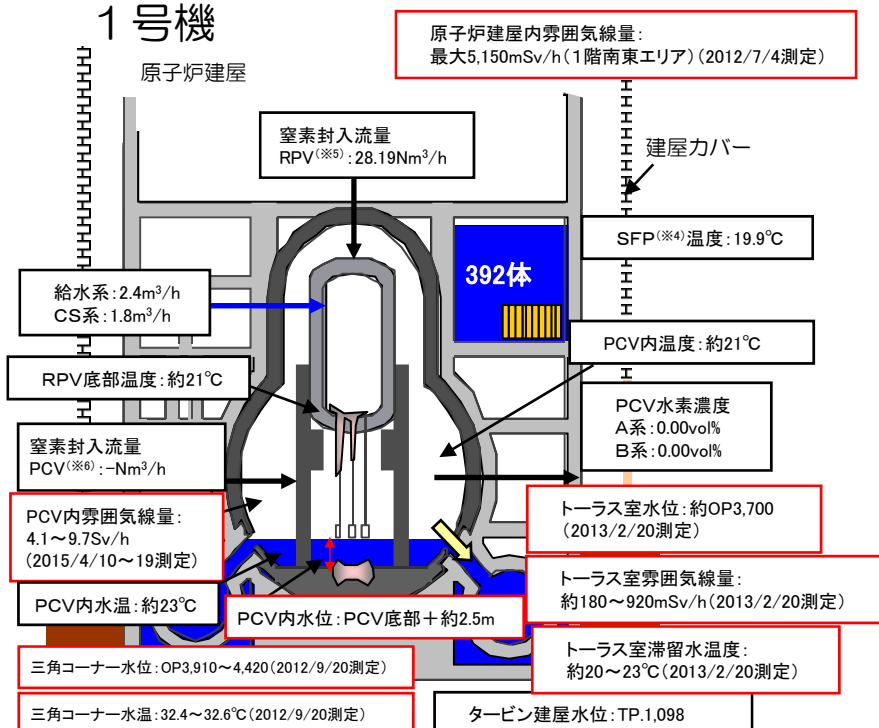 １号機
原子炉建屋内雰囲気線量:
最大5,150mSv/h(１階南東エリア)(2012/7/4測定)
原子炉建屋
窒素封入流量
RPV(※5):28.19Nm³/h
建屋カバー
SFP(※4)温度:19.9℃
392体
給水系:2.4m³/h
CS系:1.8m³/h
PCV内温度:約21℃
RPV底部温度:約21℃
PCV水素濃度
A系:0.00vol%
B系:0.00vol%
窒素封入流量
PCV(※6):-Nm³/h
PCV内雰囲気線量:
4.1～9.7Sv/h
(2015/4/10～19測定)
トーラス室水位:約OP3,700
(2013/2/20測定)
トーラス室雰囲気線量:
約180～920mSv/h(2013/2/20測定)
PCV内水温:約23℃
PCV内水位:PCV底部＋約2.5m
トーラス室滞留水温度:
約20～23℃(2013/2/20測定)
三角コーナー水位:OP3,910～4,420(2012/9/20測定)
三角コーナー水温:32.4～32.6℃(2012/9/20測定)
タービン建屋水位:TP.1,098